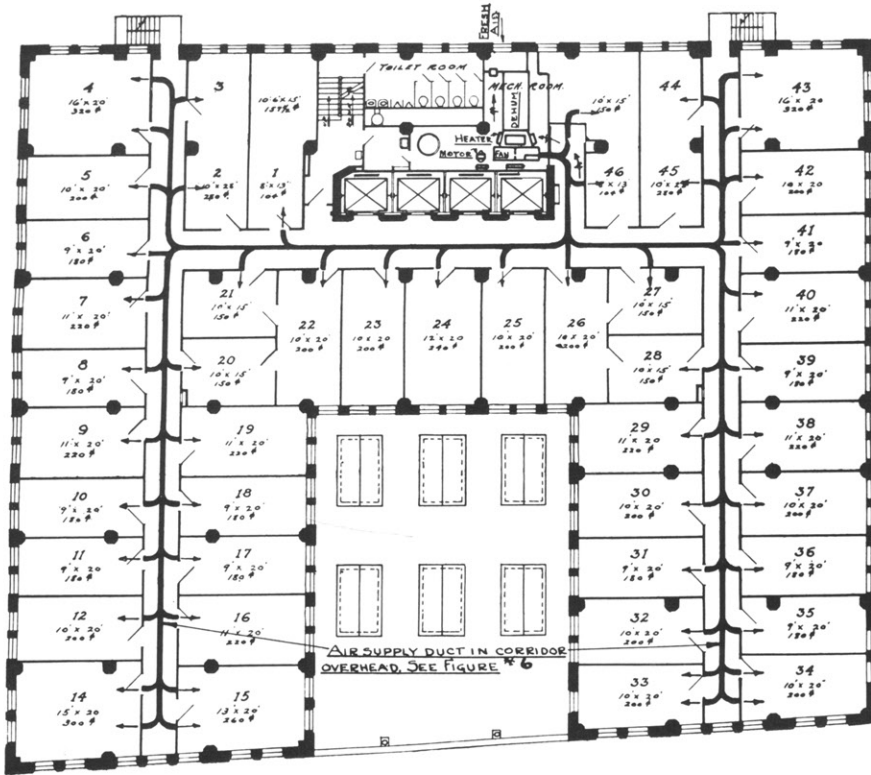 FRESH
AIR
TOILET ROOM
MECH. ROOM.
DEHUM.
HEATER
MOTOR
FAN
4
16'x 20'
320 ⌗
3
2
10'x 28'
280 ⌗
10'6"x 15'
1
8'x 13'
104 ⌗
10'x 15'
150 ⌗
46
8'x 13
104 ⌗
44
45
280 ⌗
43
16'x 20
320 ⌗
5
10'x 20'
200 ⌗
42
10 x 20
200 ⌗
6
9'x 20'
180 ⌗
41
9'x 20
180 ⌗
7
11'x 20'
220 ⌗
21
10'x 15'
150 ⌗
22
10'x 20'
200 ⌗
23
10 x 20
200 ⌗
24
12'x 20
240 ⌗
25
10'x 20'
200 ⌗
26
10 x 20'
200 ⌗
27
10'x 15'
150 ⌗
40
11'x 20'
220 ⌗
8
9'x 20'
180 ⌗
20
10'x 15'
150 ⌗
28
10'x 15'
150 ⌗
39
9'x 20'
180 ⌗
9
11'x 20'
220 ⌗
19
11'x 20'
220 ⌗
29
11'x 20'
220 ⌗
38
11'x 20'
220 ⌗
10
9'x 20'
180 ⌗
18
9'x 20'
180 ⌗
30
10'x 20'
200 ⌗
37
10'x 20'
200 ⌗
11
9'x 20
180 ⌗
17
9'x 20'
180 ⌗
31
9'x 20'
180 ⌗
36
9'x 20'
180 ⌗
12
10'x 20'
200 ⌗
16
11'x 20'
220 ⌗
32
10'x 20'
200 ⌗
35
9'x 20'
180 ⌗
AIR SUPPLY DUCT IN CORRIDOR
OVERHEAD. SEE FIGURE #6
14
15'x 20
300 ⌗
15
13'x 20'
260 ⌗
33
10'x 20'
200 ⌗
34
10'x 20'
200 ⌗